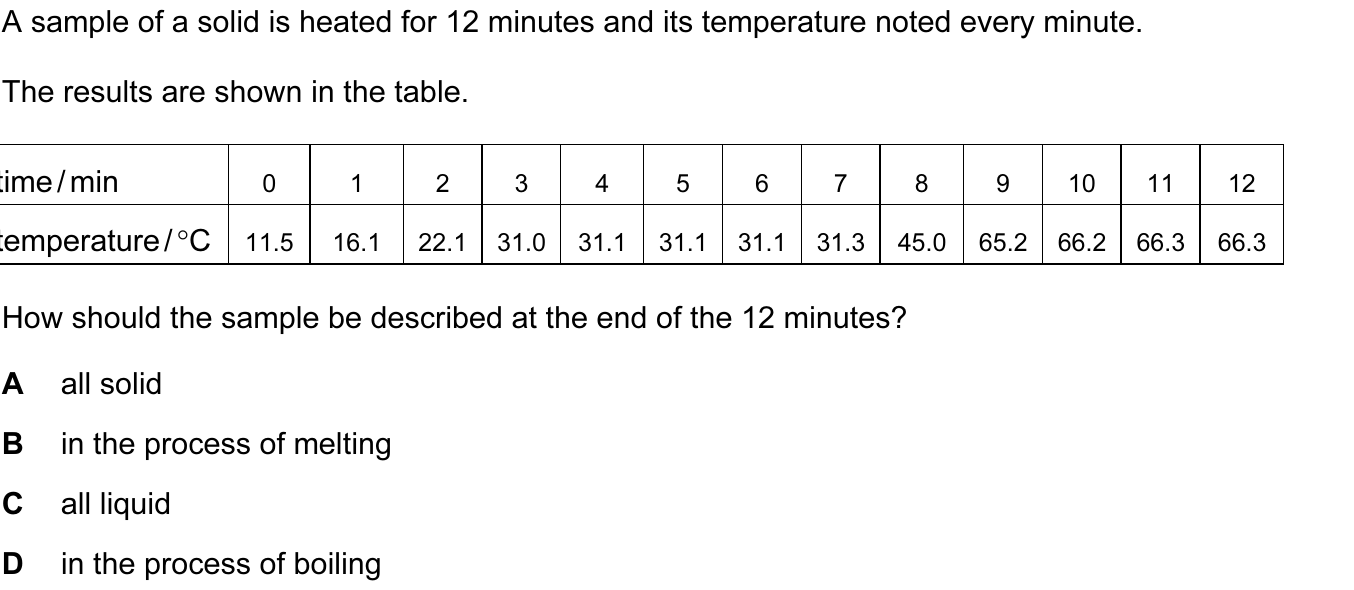 A sample of a solid is heated for 12 minutes and its temperature noted every minute.
The results are shown in the table.
time / min 0 1 2 3 4 5 6 7 8 9 10 11 12
temperature / °C 11.5 16.1 22.1 31.0 31.1 31.1 31.1 31.3 45.0 65.2 66.2 66.3 66.3
How should the sample be described at the end of the 12 minutes?
A all solid
B in the process of melting
C all liquid
D in the process of boiling